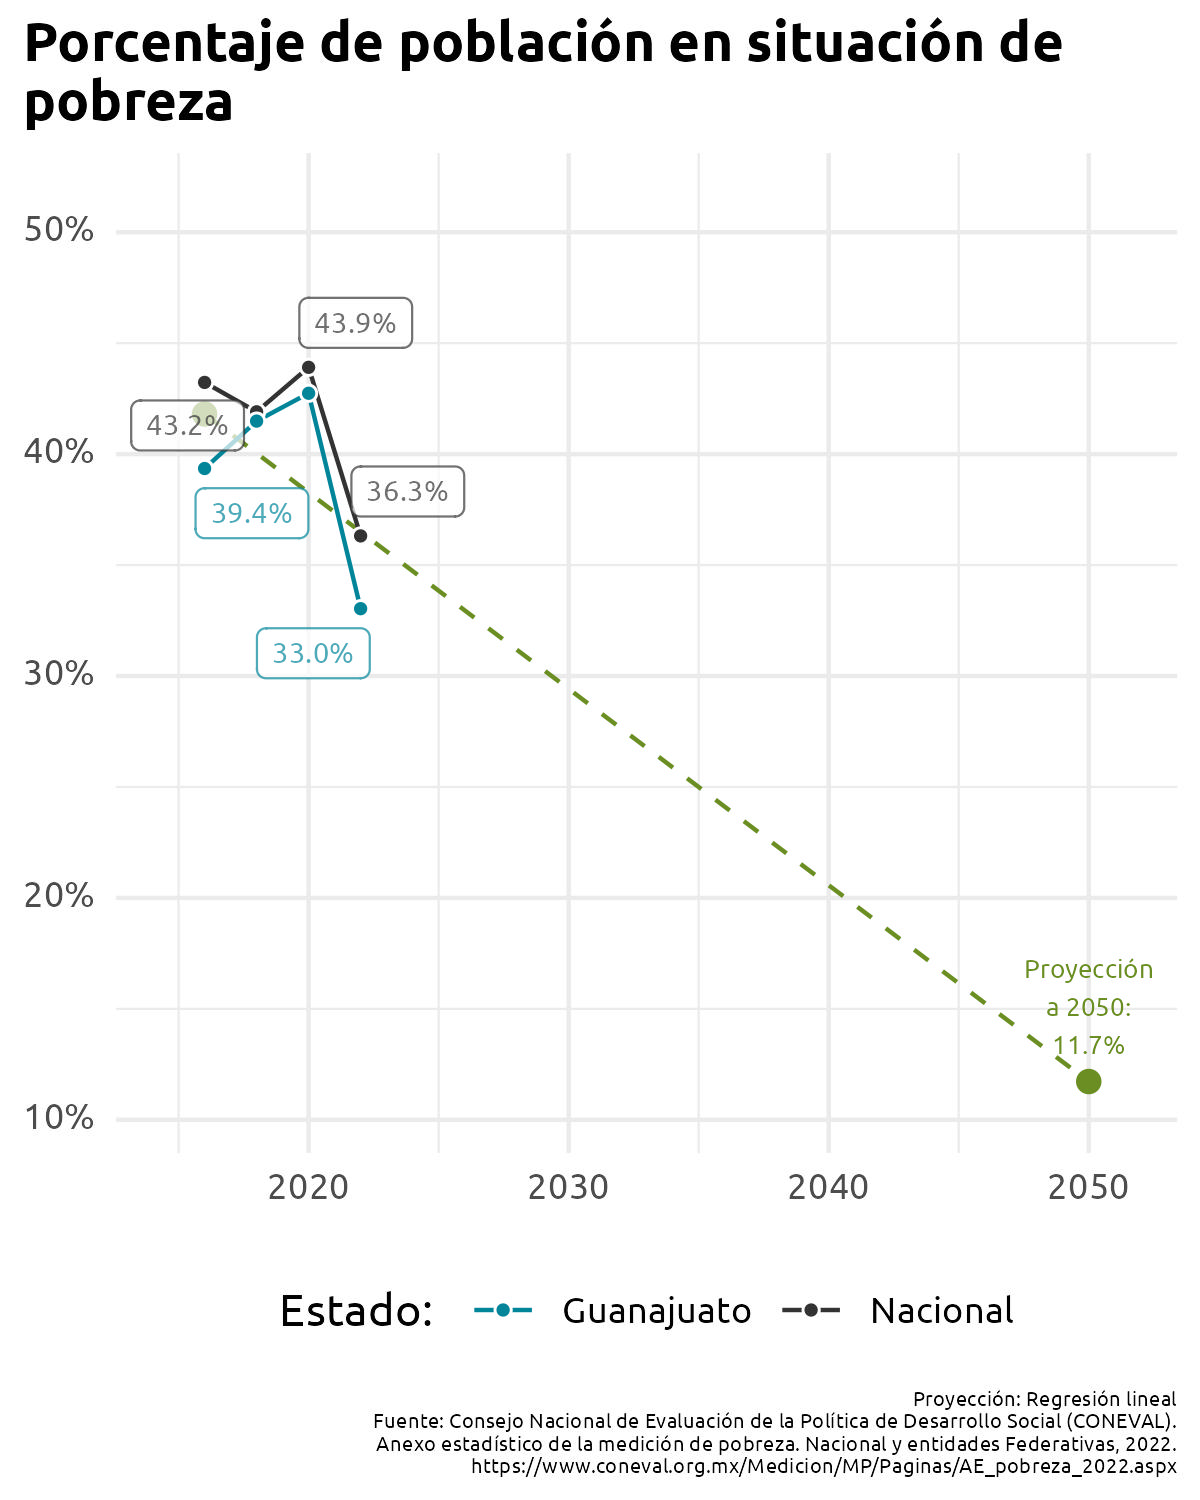 Porcentaje de población en situación de
pobreza
50%
43.9%
43.2%
40%
36.3%
39.4%
33.0%
30%
20%
Proyección
a 2050:
11.7%
10%
2020
2030
2040
2050
Estado:
Guanajuato
Nacional
Proyección: Regresión lineal
Fuente: Consejo Nacional de Evaluación de la Política de Desarrollo Social (CONEVAL).
Anexo estadístico de la medición de pobreza. Nacional y entidades Federativas, 2022.
https://www.coneval.org.mx/Medicion/MP/Paginas/AE_pobreza_2022.aspx